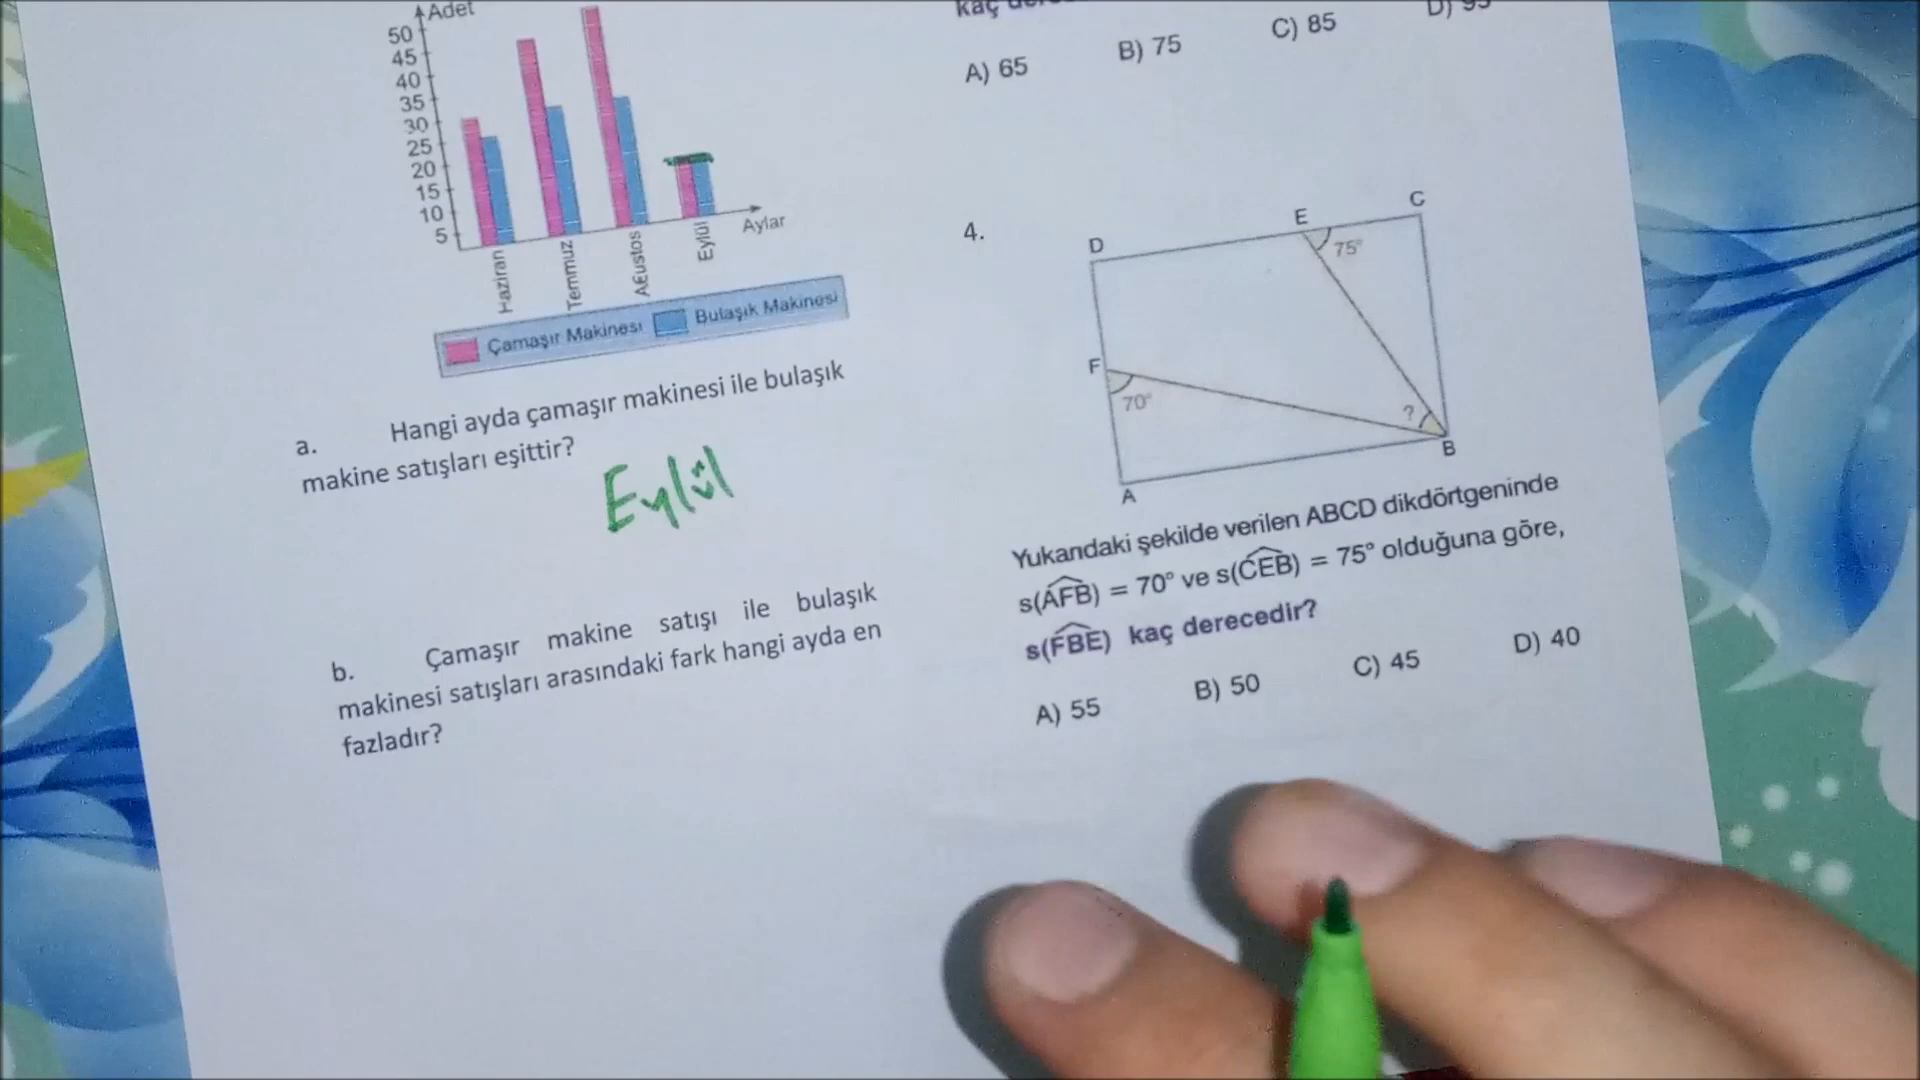 Adet
50
45
40
35
30
25
20
15
10
5
Haziran
Temmuz
Ağustos
Eylül
Aylar
Çamaşır Makinesi
Bulaşık Makinesi
a. Hangi ayda çamaşır makinesi ile bulaşık
makine satışları eşittir?
Eylül
b. Çamaşır makine satışı ile bulaşık
makinesi satışları arasındaki fark hangi ayda en
fazladır?
kaç
A) 65 B) 75 C) 85 D) 95
4.
D E C
75°
F
70°
?
A B
Yukarıdaki şekilde verilen ABCD dikdörtgeninde
s(AFB) = 70° ve s(CEB) = 75° olduğuna göre,
s(FBE) kaç derecedir?
A) 55 B) 50 C) 45 D) 40